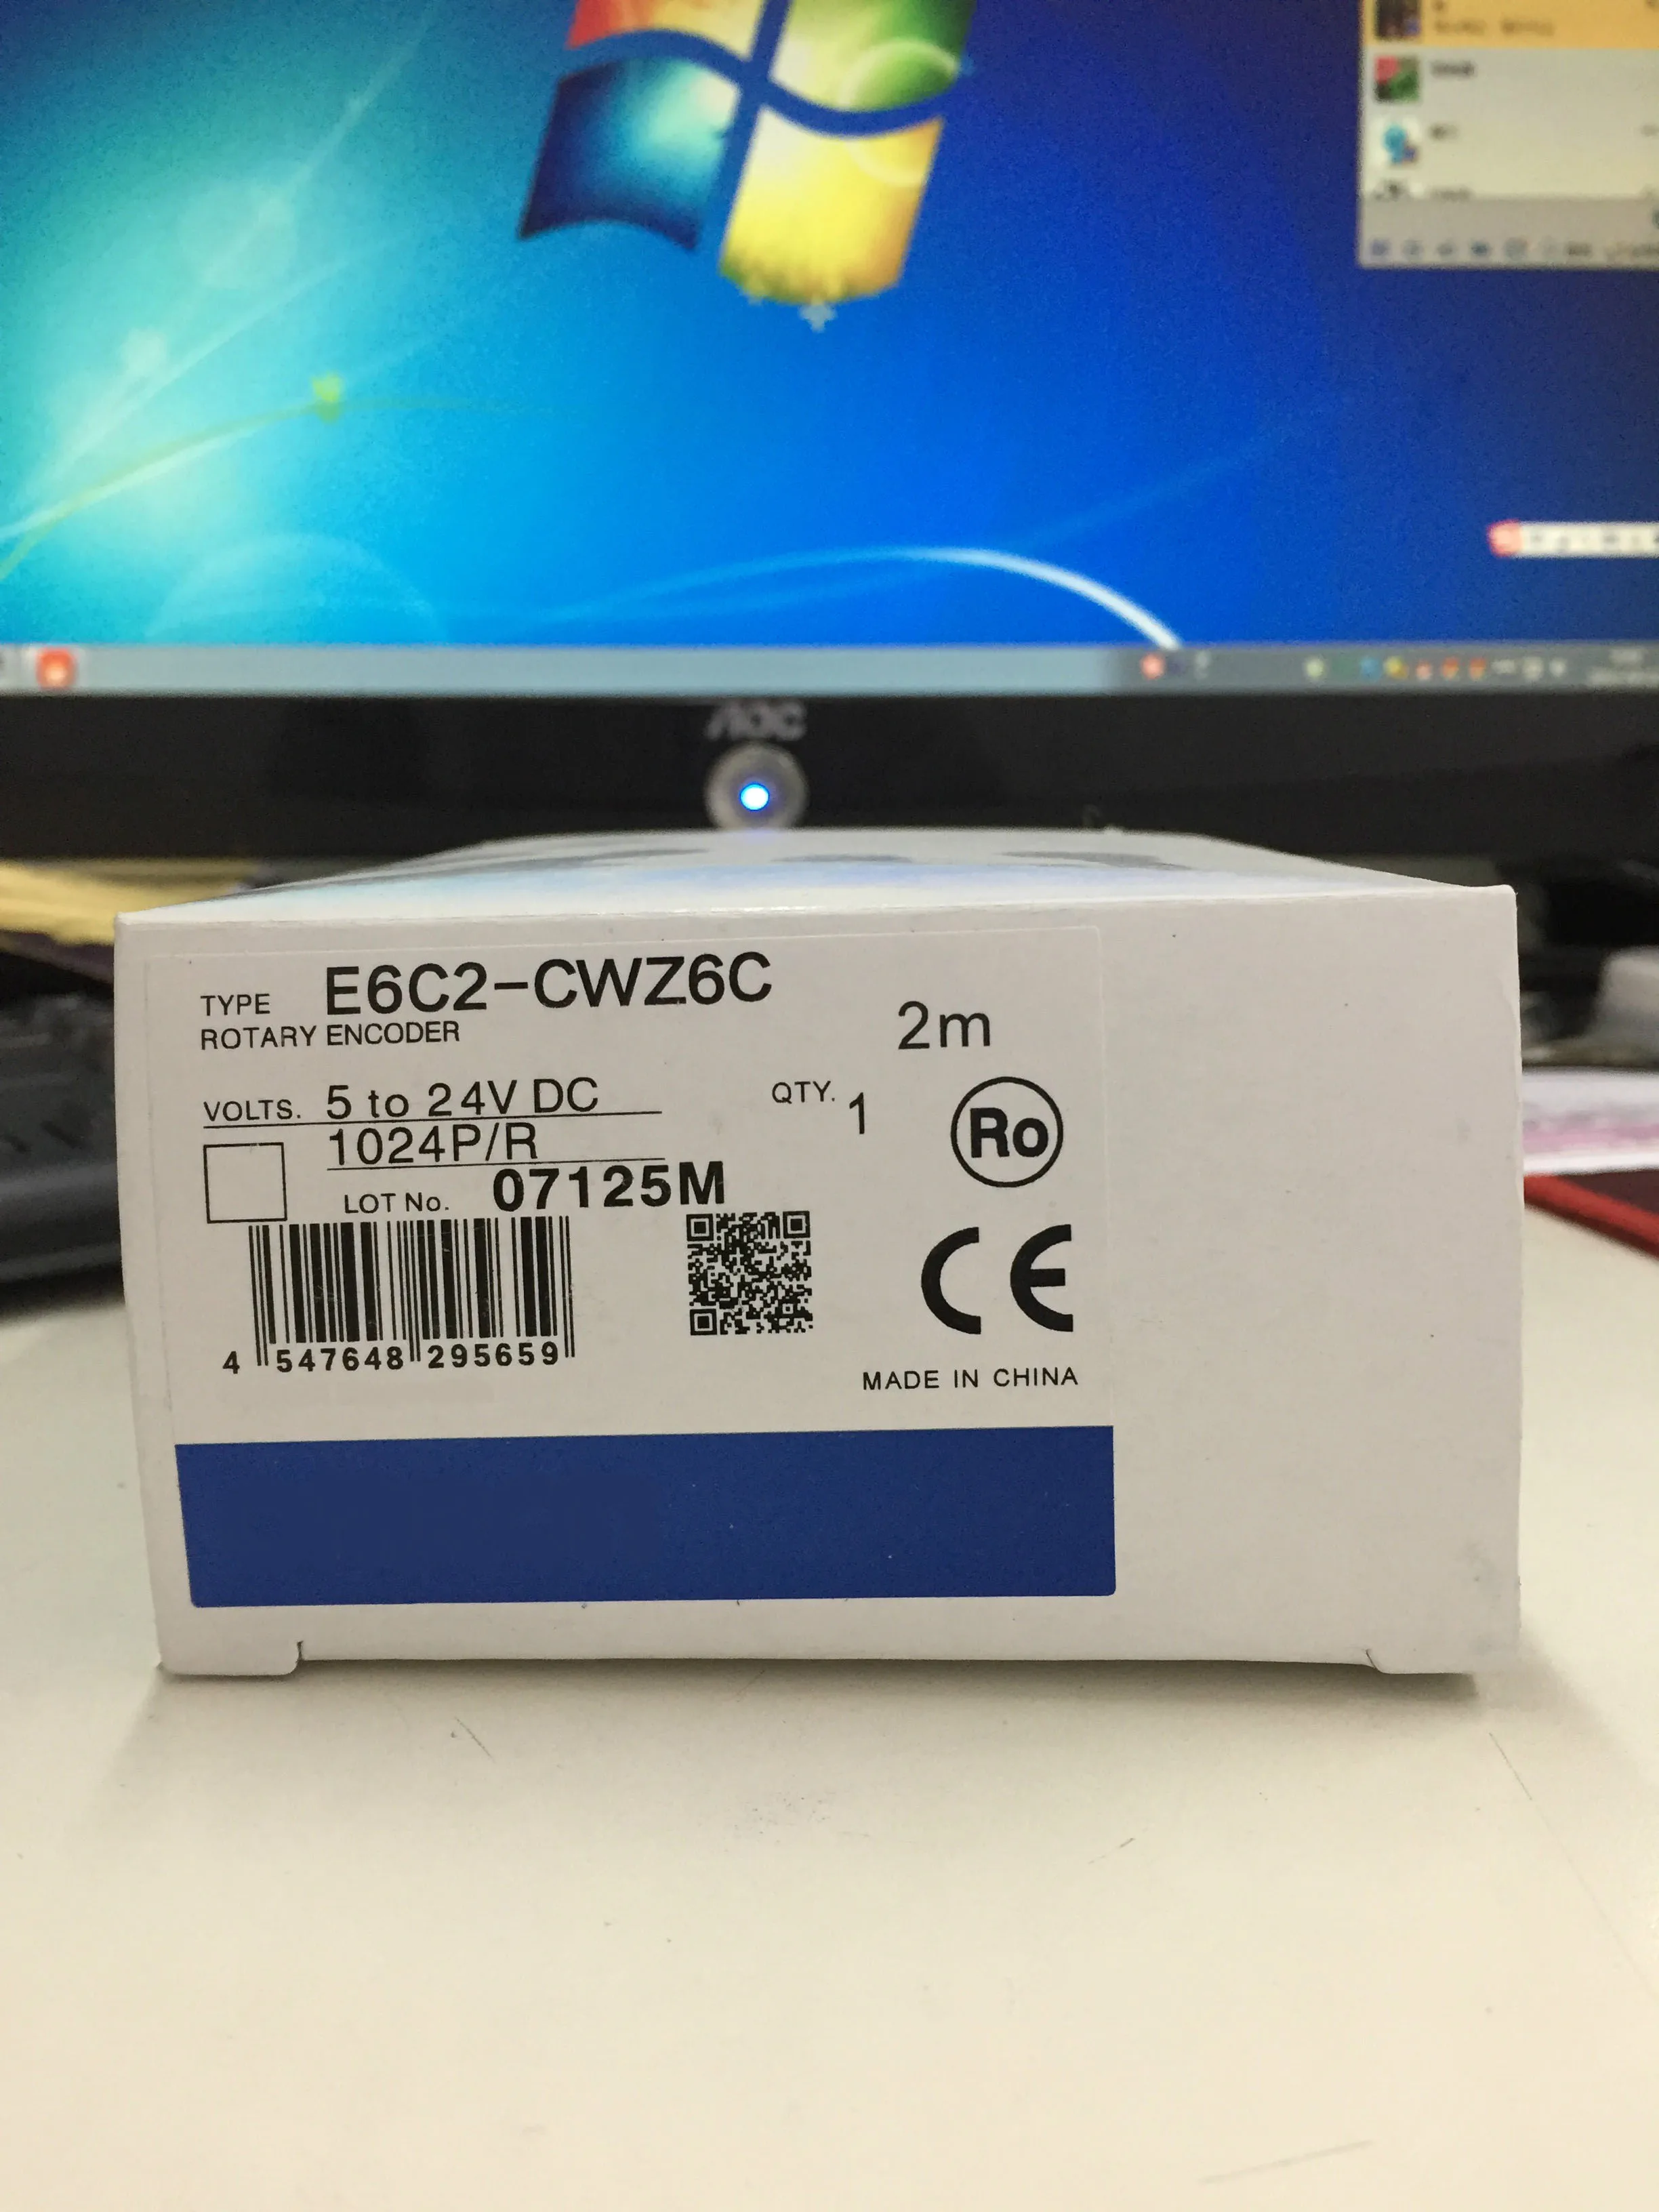 AOC
TYPE E6C2-CWZ6C
ROTARY ENCODER
2m
VOLTS. 5 to 24V DC
QTY. 1
1024P/R
Ro
LOT No. 07125M
CE
4 547648 295659
MADE IN CHINA